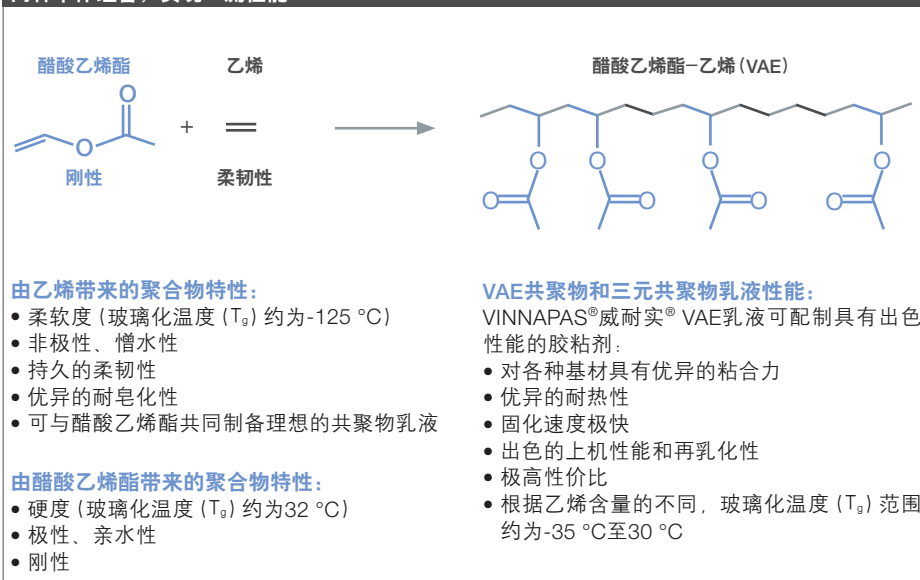 醋酸乙烯酯
乙烯
醋酸乙烯酯-乙烯(VAE)
O
O
+
刚性
柔韧性
O
O
O
O
O
O
O
O
由乙烯带来的聚合物特性：
• 柔软度 (玻璃化温度 (Tg) 约为-125 °C)
• 非极性、憎水性
• 持久的柔韧性
• 优异的耐皂化性
• 可与醋酸乙烯酯共同制备理想的共聚物乳液
由醋酸乙烯酯带来的聚合物特性：
• 硬度 (玻璃化温度 (Tg) 约为32 °C)
• 极性、亲水性
• 刚性
VAE共聚物和三元共聚物乳液性能：
VINNAPAS®威耐实® VAE乳液可配制具有出色
性能的胶粘剂：
• 对各种基材具有优异的粘合力
• 优异的耐热性
• 固化速度极快
• 出色的上机性能和再乳化性
• 极高性价比
• 根据乙烯含量的不同，玻璃化温度 (Tg) 范围
约为-35 °C至30 °C